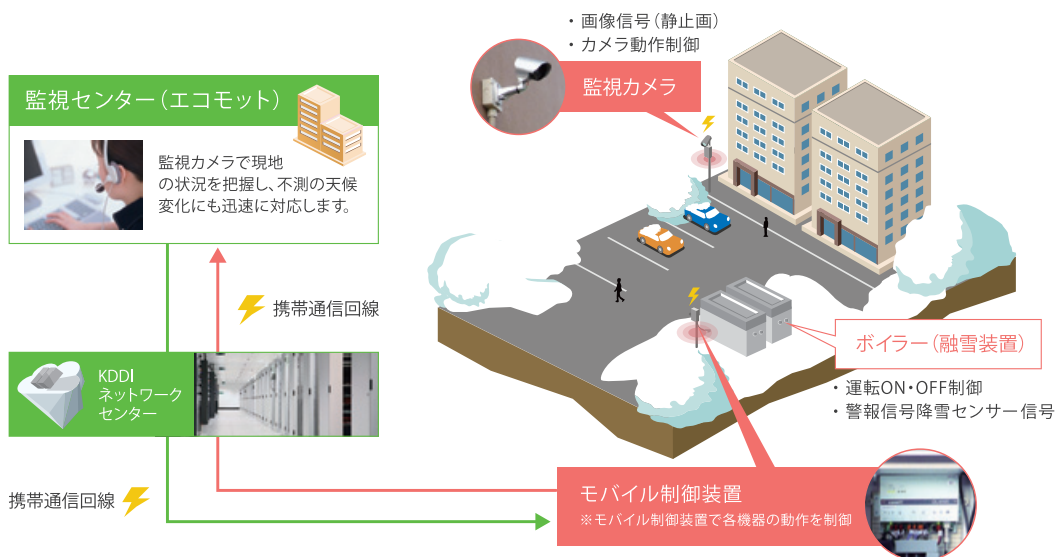 ・画像信号(静止画)
・カメラ動作制御
監視カメラ
監視センター(エコモット)
監視カメラで現地
の状況を把握し、不測の天候
変化にも迅速に対応します。
携帯通信回線
KDDI
ネットワーク
センター
ボイラー(融雪装置)
・運転ON・OFF制御
・警報信号降雪センサー信号
携帯通信回線
モバイル制御装置
※モバイル制御装置で各機器の動作を制御